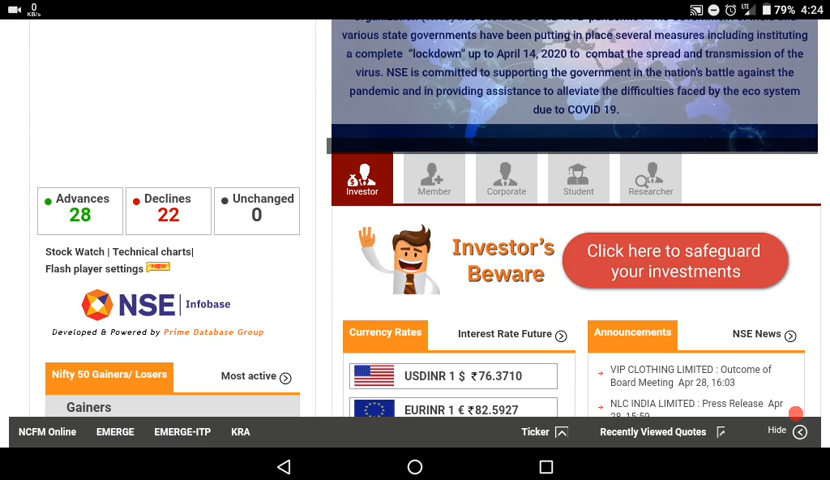 0
KB/s
LTE
79% 4:24
various state governments have been putting in place several measures including instituting
a complete “lockdown” up to April 14, 2020 to combat the spread and transmission of the
virus. NSE is committed to supporting the government in the nation’s battle against the
pandemic and in providing assistance to alleviate the difficulties faced by the eco system
due to COVID 19.
Investor
Member
Corporate
Student
Researcher
Advances
28
Declines
22
Unchanged
0
Stock Watch | Technical charts|
Flash player settings NEW
NSE | Infobase
Developed & Powered by Prime Database Group
Investor's
Beware
Click here to safeguard
your investments
Currency Rates
Interest Rate Future
Announcements
NSE News
Nifty 50 Gainers/ Losers
Most active
Gainers
USDINR 1 $ ₹76.3710
EURINR 1 € ₹82.5927
VIP CLOTHING LIMITED : Outcome of
Board Meeting Apr 28, 16:03
NLC INDIA LIMITED : Press Release Apr
28, 15:59
NCFM Online
EMERGE
EMERGE-ITP
KRA
Ticker
Recently Viewed Quotes
Hide